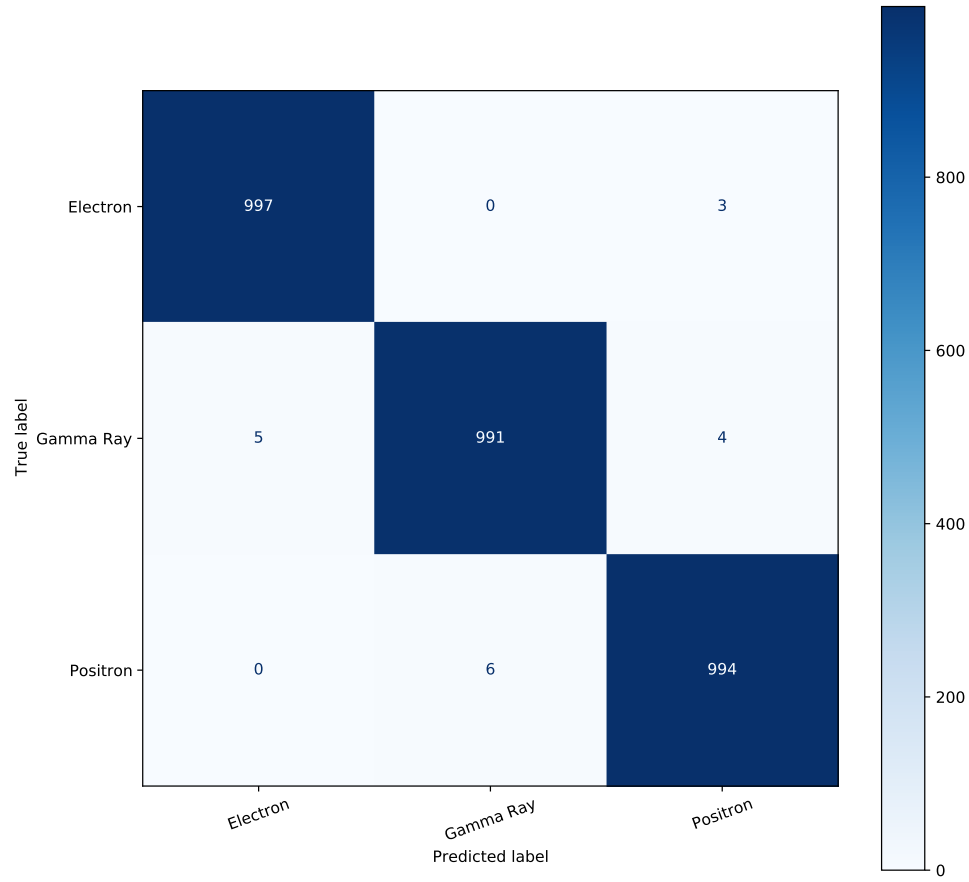 800
600
400
200
0
True label
Electron
997
0
3
Gamma Ray
5
991
4
Positron
0
6
994
Electron
Gamma Ray
Positron
Predicted label